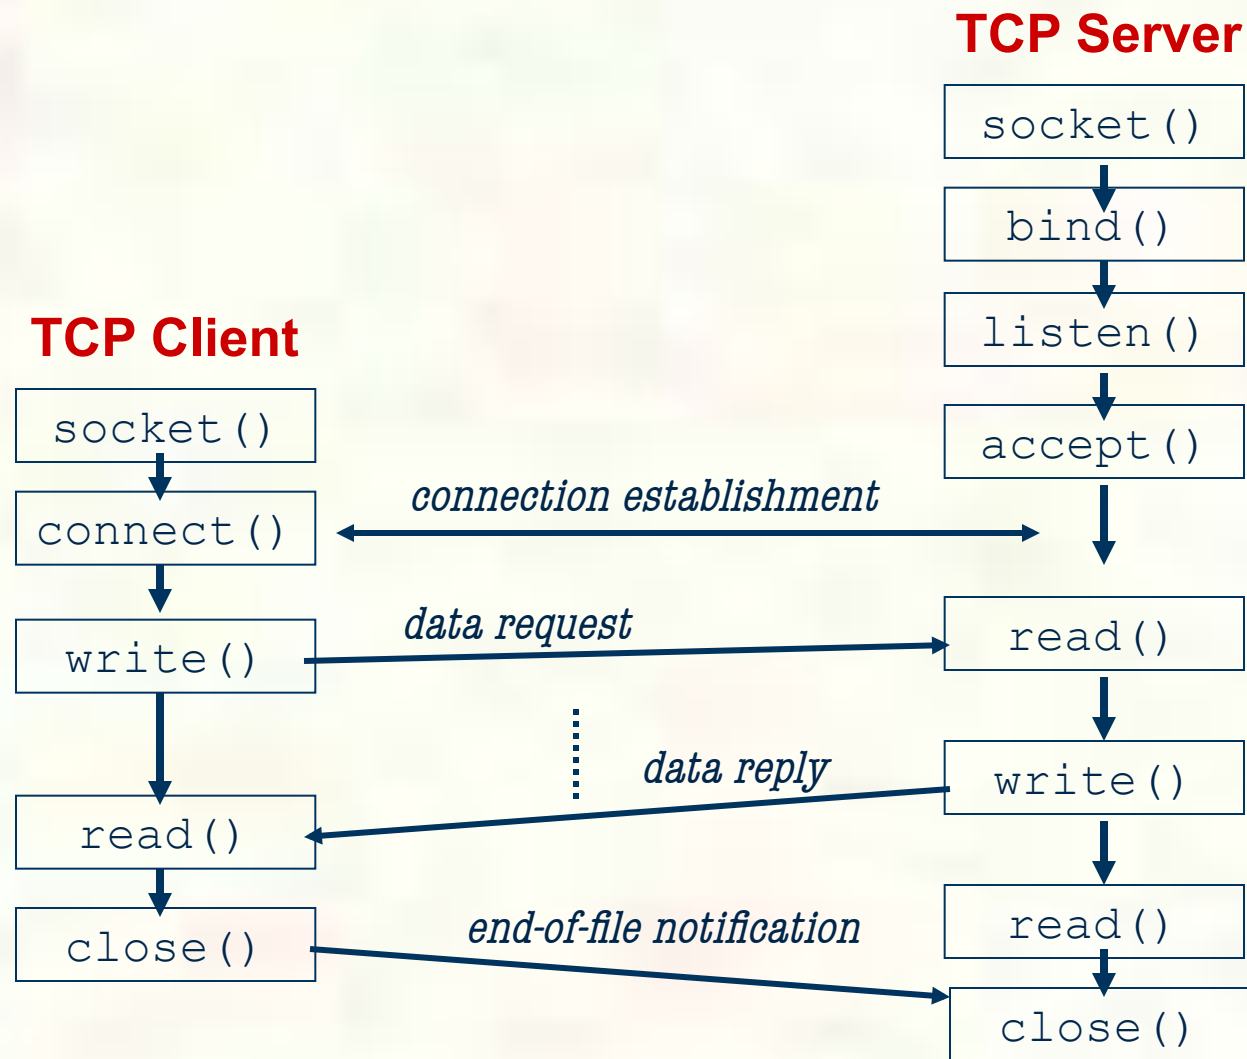 TCP Server
socket()
bind()
listen()
TCP Client
accept()
socket()
connection establishment
connect()
data request
read()
write()
data reply
write()
read()
read()
end-of-file notification
close()
close()